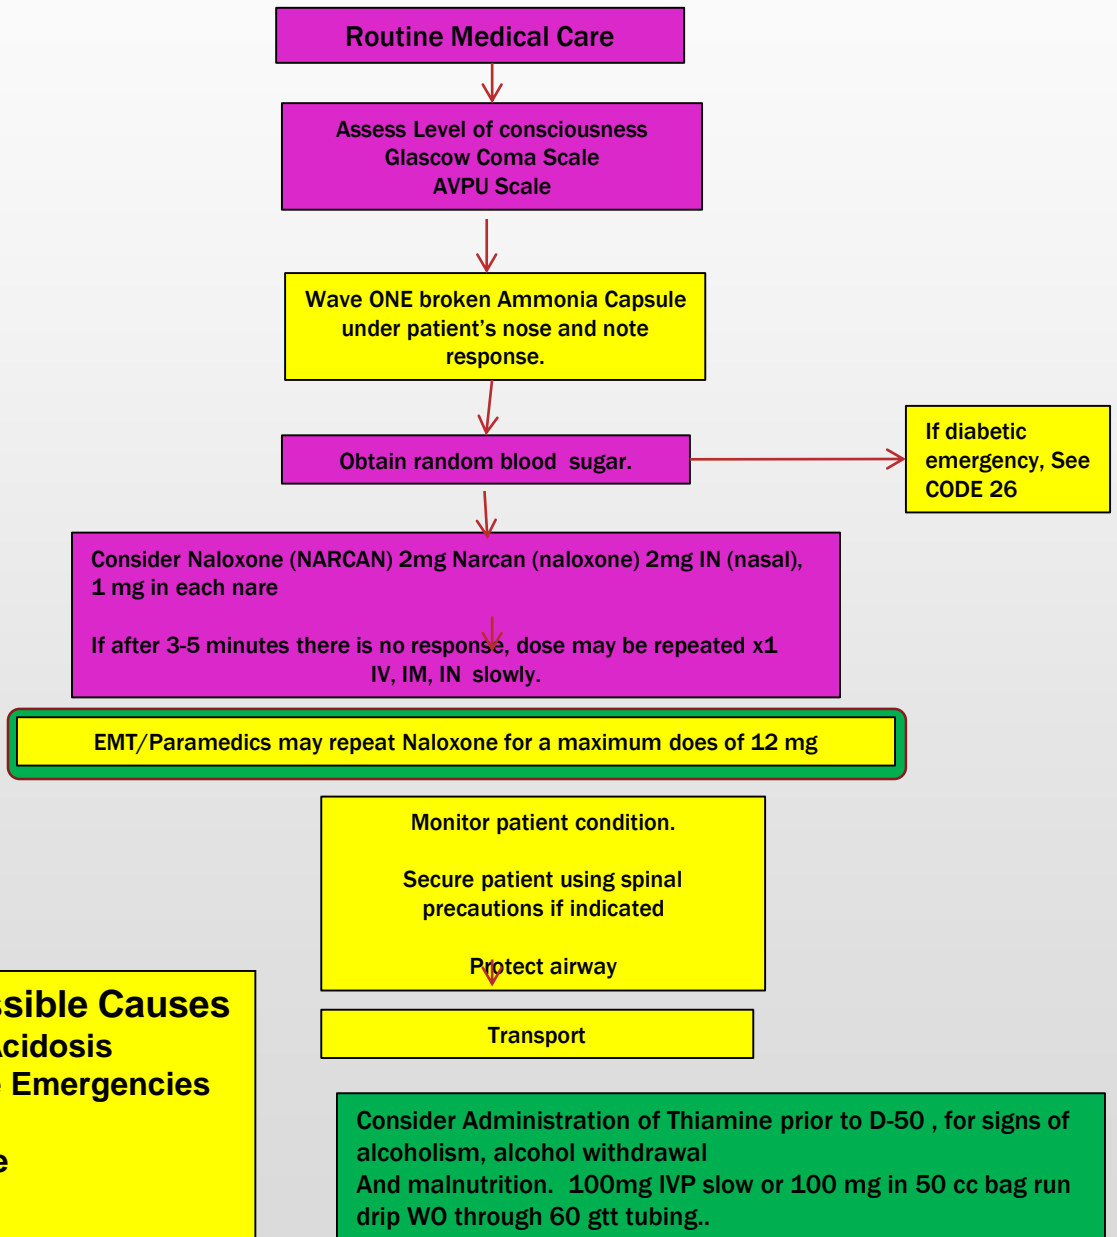 Routine Medical Care
Assess Level of consciousness
Glascow Coma Scale
AVPU Scale
Wave ONE broken Ammonia Capsule
under patient's nose and note
response.
Obtain random blood sugar.
If diabetic
emergency, See
CODE 26
Consider Naloxone (NARCAN) 2mg Narcan (naloxone) 2mg IN (nasal),
1 mg in each nare
If after 3-5 minutes there is no response, dose may be repeated x1
IV, IM, IN slowly.
EMT/Paramedics may repeat Naloxone for a maximum does of 12 mg
Monitor patient condition.
Secure patient using spinal
precautions if indicated
Protect airway
Transport
Causes
Acidosis
Emergencies
Consider Administration of Thiamine prior to D-50 , for signs of
alcoholism, alcohol withdrawal
And malnutrition. 100mg IVP slow or 100 mg in 50 cc bag run
drip WO through 60 gtt tubing..